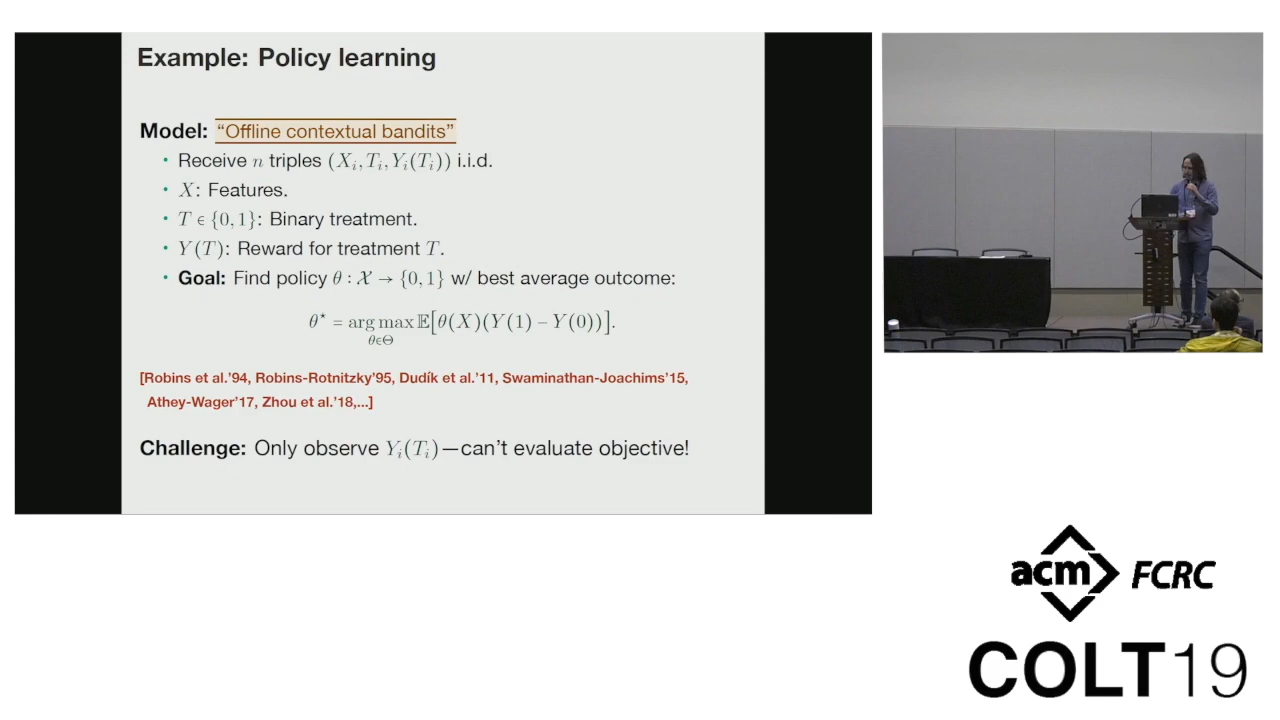 Example: Policy learning
Model: “Offline contextual bandits”
• Receive n triples (X_i, T_i, Y_i(T_i)) i.i.d.
• X: Features.
• T ∈ {0, 1}: Binary treatment.
• Y(T): Reward for treatment T.
• Goal: Find policy θ : 𝒳 → {0, 1} w/ best average outcome:
θ* = arg max 𝔼[θ(X)(Y(1) − Y(0))].
θ∈Θ
[Robins et al.'94, Robins-Rotnitzky'95, Dudík et al.'11, Swaminathan-Joachims'15,
Athey-Wager'17, Zhou et al.'18,...]
Challenge: Only observe Y_i(T_i)—can't evaluate objective!
acm FCRC
COLT19